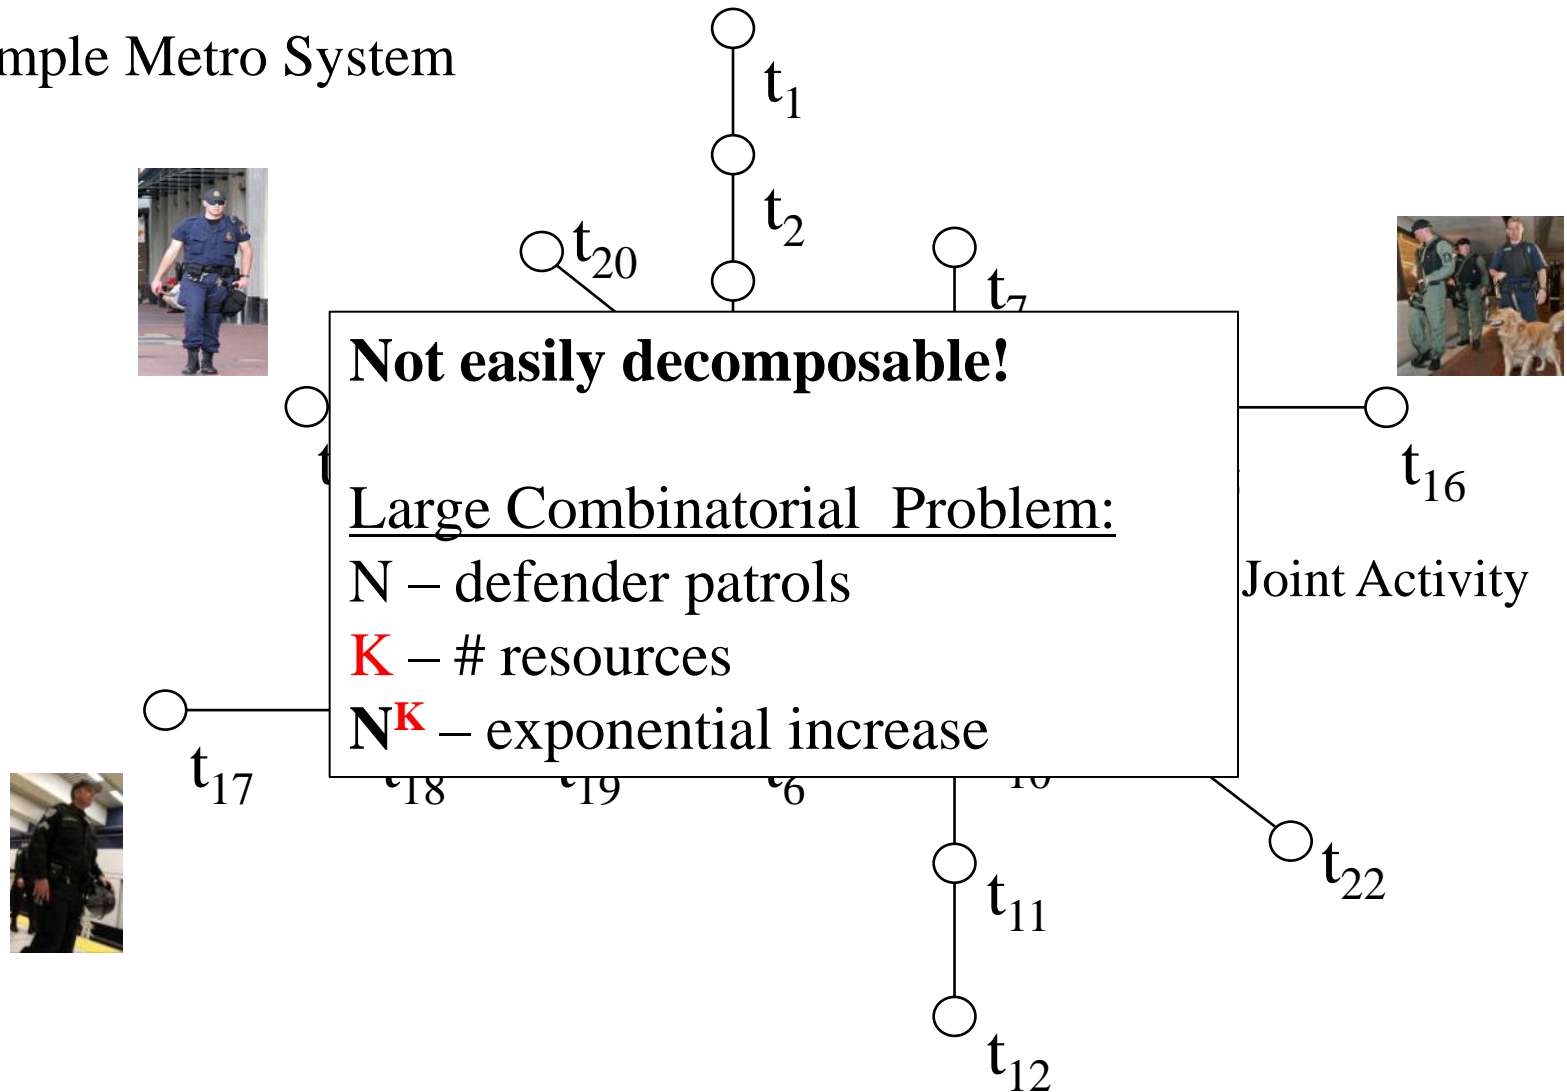 mple Metro System
t1
t2
t20
t7
Not easily decomposable!
t16
Large Combinatorial Problem:
N – defender patrols
Joint Activity
K – # resources
N^K – exponential increase
t17
t18
t19
t6
10
t22
t11
t12